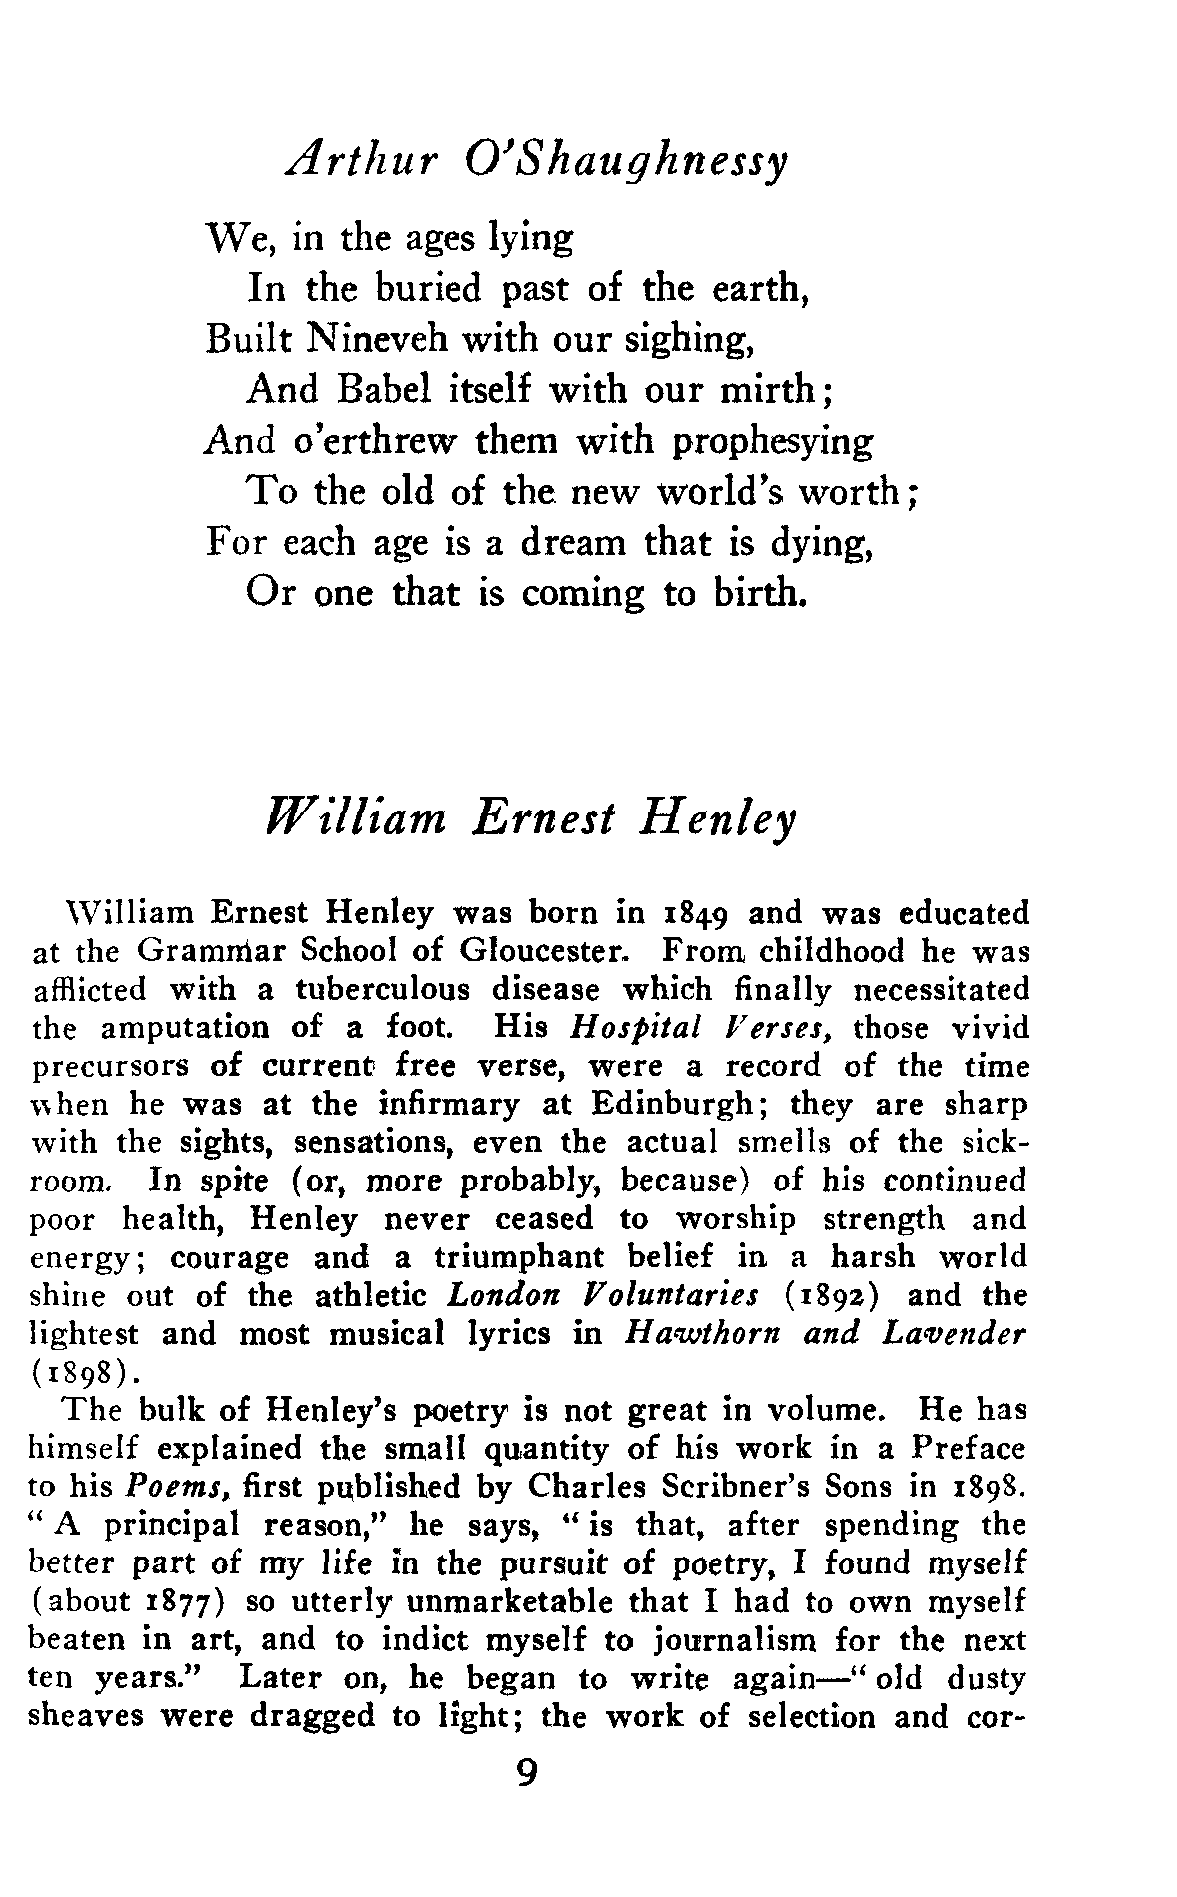 Arthur O'Shaughnessy
We, in the ages lying
In the buried past of the earth,
Built Nineveh with our sighing,
And Babel itself with our mirth;
And o'erthrew them with prophesying
To the old of the new world's worth;
For each age is a dream that is dying,
Or one that is coming to birth.
William Ernest Henley
William Ernest Henley was born in 1849 and was educated
at the Grammar School of Gloucester. From childhood he was
afflicted with a tuberculous disease which finally necessitated
the amputation of a foot. His Hospital Verses, those vivid
precursors of current free verse, were a record of the time
when he was at the infirmary at Edinburgh; they are sharp
with the sights, sensations, even the actual smells of the sick-
room. In spite (or, more probably, because) of his continued
poor health, Henley never ceased to worship strength and
energy; courage and a triumphant belief in a harsh world
shine out of the athletic London Voluntaries (1892) and the
lightest and most musical lyrics in Hawthorn and Lavender
(1898).
The bulk of Henley's poetry is not great in volume. He has
himself explained the small quantity of his work in a Preface
to his Poems, first published by Charles Scribner's Sons in 1898.
"A principal reason," he says, "is that, after spending the
better part of my life in the pursuit of poetry, I found myself
(about 1877) so utterly unmarketable that I had to own myself
beaten in art, and to indict myself to journalism for the next
ten years." Later on, he began to write again—"old dusty
sheaves were dragged to light; the work of selection and cor-
9